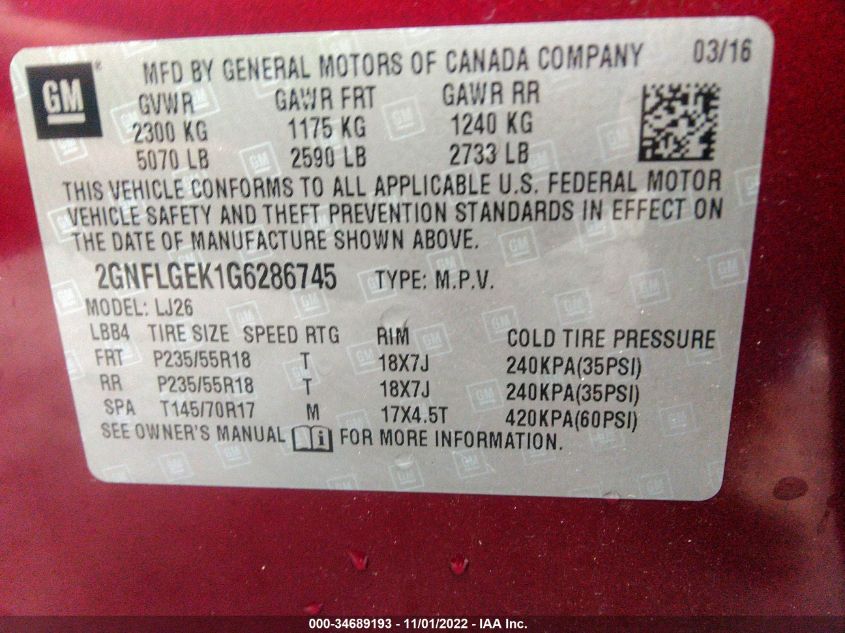 GM ® MFD BY GENERAL MOTORS OF CANADA COMPANY 03/16
GVWR GAWR FRT GAWR RR
2300 KG 1175 KG 1240 KG
5070 LB 2590 LB 2733 LB
THIS VEHICLE CONFORMS TO ALL APPLICABLE U.S. FEDERAL MOTOR
VEHICLE SAFETY AND THEFT PREVENTION STANDARDS IN EFFECT ON
THE DATE OF MANUFACTURE SHOWN ABOVE.
2GNFLGEK1G6286745 TYPE: M.P.V.
MODEL: LJ26
LBB4 TIRE SIZE SPEED RTG RIM COLD TIRE PRESSURE
FRT P235/55R18 T 18X7J 240KPA(35PSI)
RR P235/55R18 T 18X7J 240KPA(35PSI)
SPA T145/70R17 M 17X4.5T 420KPA(60PSI)
SEE OWNER'S MANUAL FOR MORE INFORMATION.
000-34689193 - 11/01/2022 - IAA Inc.